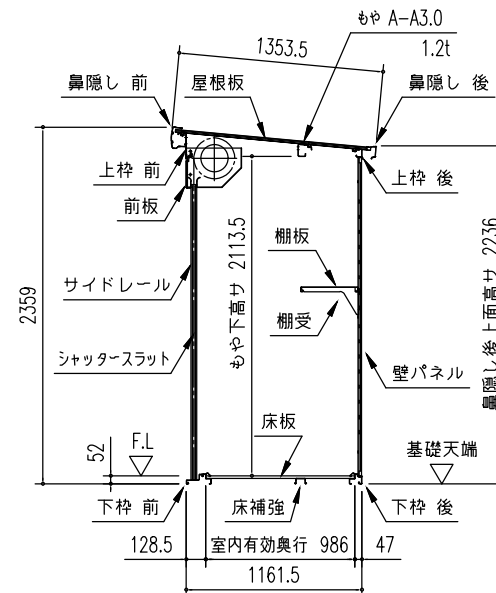 もや A-A3.0
1.2t
1353.5
鼻隠し 前
屋根板
鼻隠し 後
上枠 前
上枠 後
前板
もや下高サ 2113.5
棚板
サイドレール
2359
棚受
鼻隠し後上面高サ 2236
シャッタースラット
壁パネル
床板
F.L
52
基礎天端
下枠 前
床補強
下枠 後
128.5
室内有効奥行 986
47
1161.5